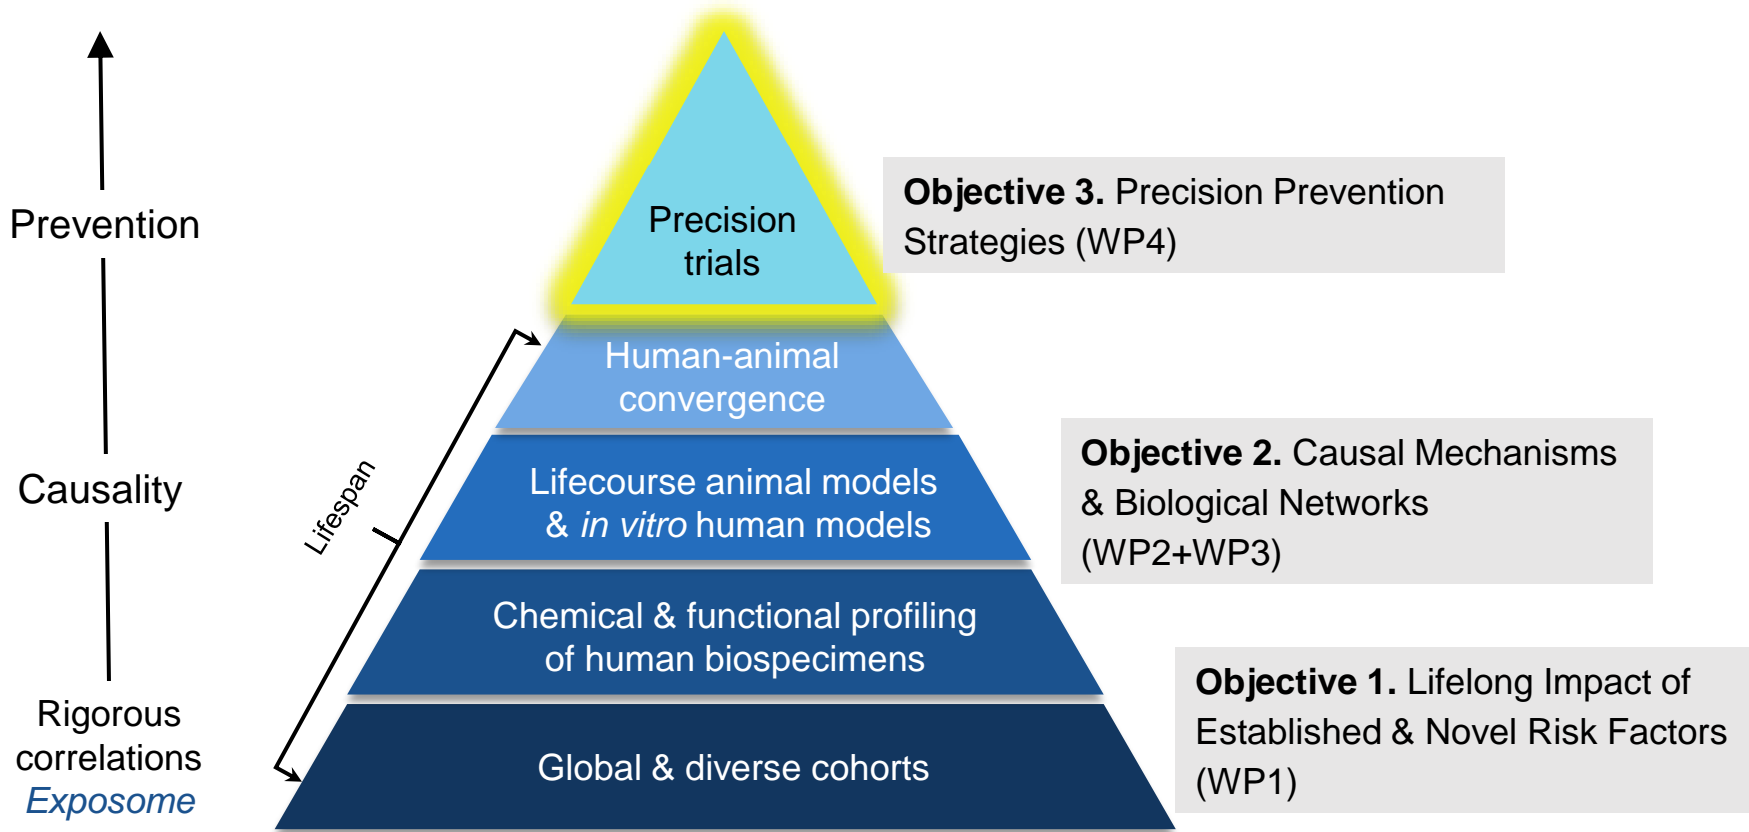 Prevention
Causality
Rigorous
correlations
Exposome
Lifespan
Precision
trials
Human-animal
convergence
Lifecourse animal models
& in vitro human models
Chemical & functional profiling
of human biospecimens
Global & diverse cohorts
Objective 3. Precision Prevention
Strategies (WP4)
Objective 2. Causal Mechanisms
& Biological Networks
(WP2+WP3)
Objective 1. Lifelong Impact of
Established & Novel Risk Factors
(WP1)